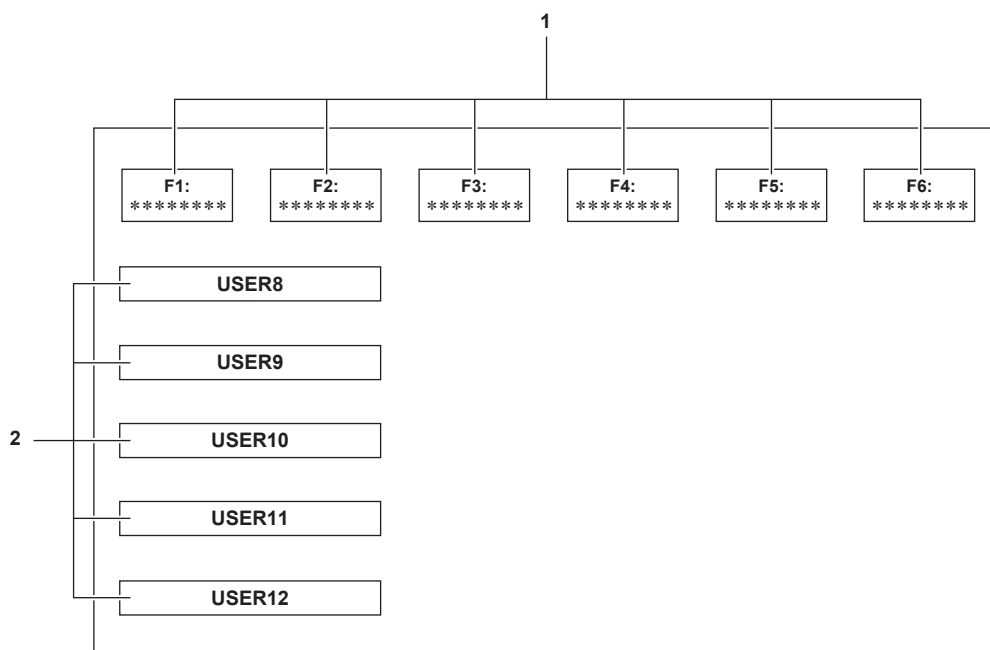 1
F1: F2: F3: F4: F5: F6:
******** ******** ******** ******** ******** ********
USER8
USER9
2 USER10
USER11
USER12